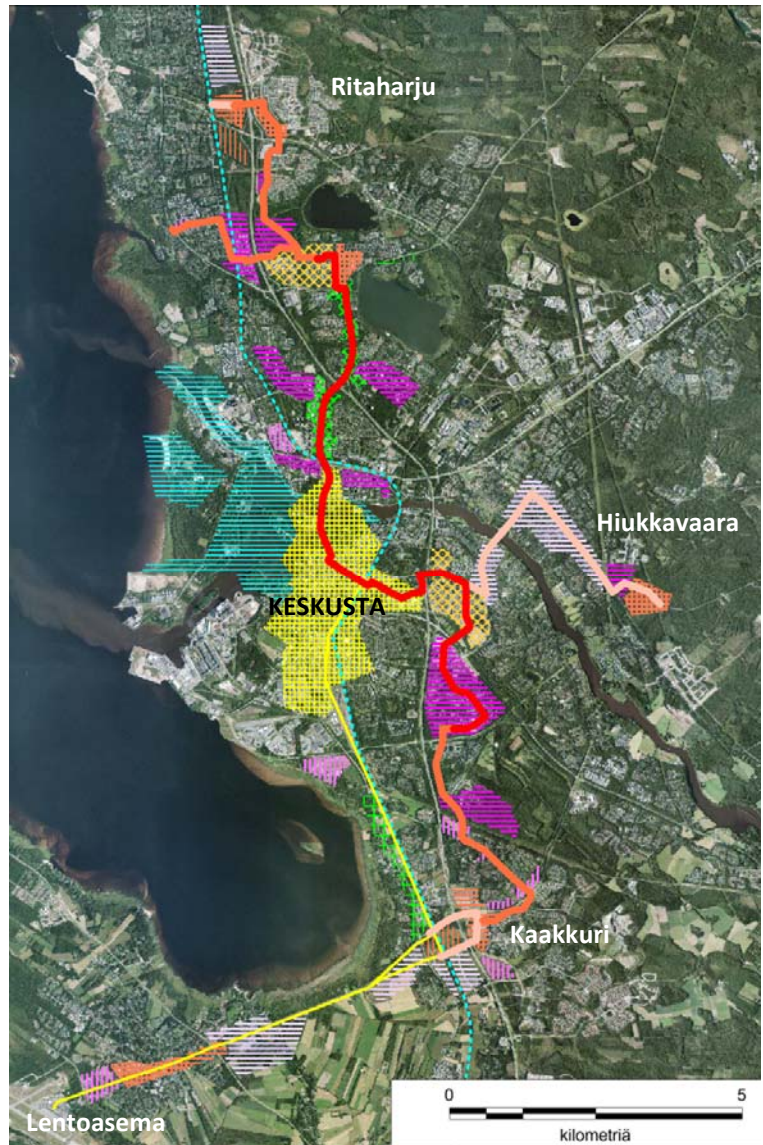 Ritaharju
Hiukkavaara
KESKUSTA
Kaakkuri
Lentoasema
0 5
kilometriä